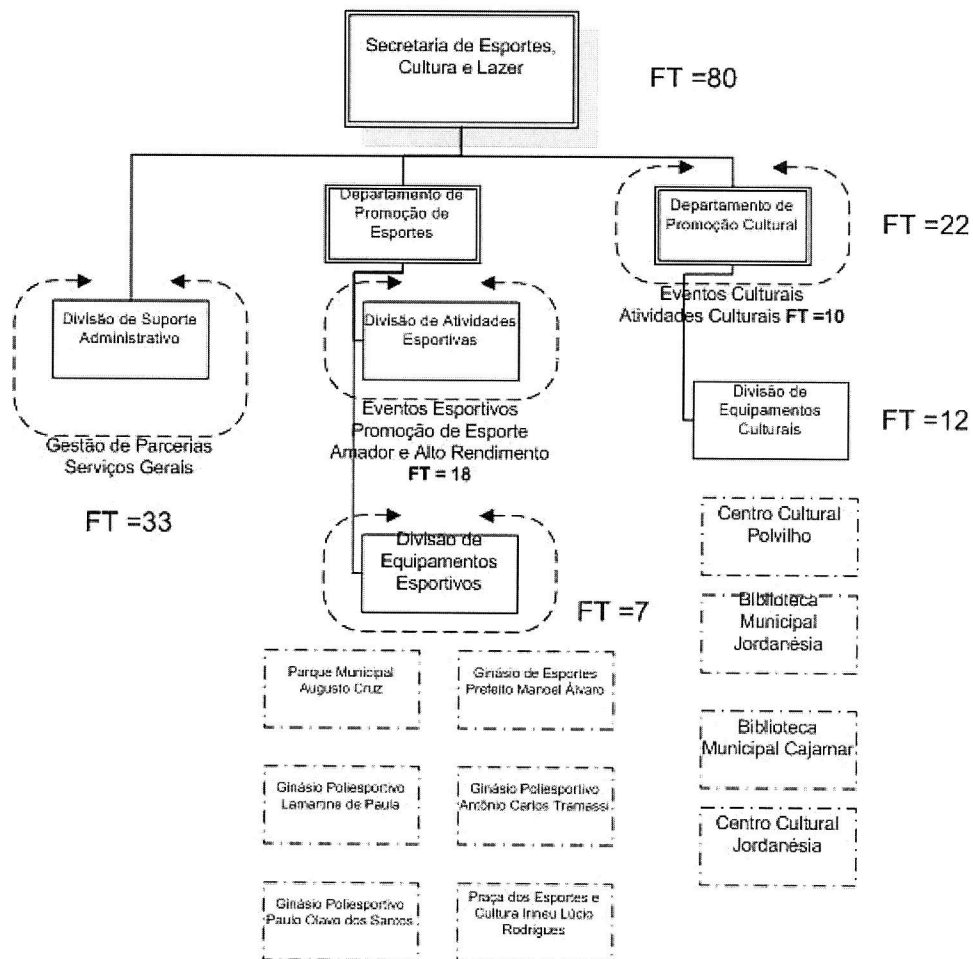 Secretaria de Esportes,
Cultura e Lazer
FT =80
Departamento de
Promoção de
Esportes
Departamento de
Promoção Cultural
FT =22
Eventos Culturais
Atividades Culturais FT =10
Divisão de Suporte
Administrativo
Gestão de Parcerias
Serviços Gerais
FT =33
Divisão de Atividades
Esportivas
Eventos Esportivos
Promoção de Esporte
Amador e Alto Rendimento
FT = 18
Divisão de
Equipamentos
Culturais
FT =12
Divisão de
Equipamentos
Esportivos
FT =7
Centro Cultural
Polvilho
Biblioteca
Municipal
Jordanésia
Biblioteca
Municipal Cajamar
Centro Cultural
Jordanésia
Parque Municipal
Augusto Cruz
Ginásio de Esportes
Prefeito Manoel Álvaro
Ginásio Poliesportivo
Lamartine de Paula
Ginásio Poliesportivo
Antônio Carlos Tramassi
Ginásio Poliesportivo
Paulo Olavo dos Santos
Praça dos Esportes e
Cultura Irineu Lúcio
Rodrigues